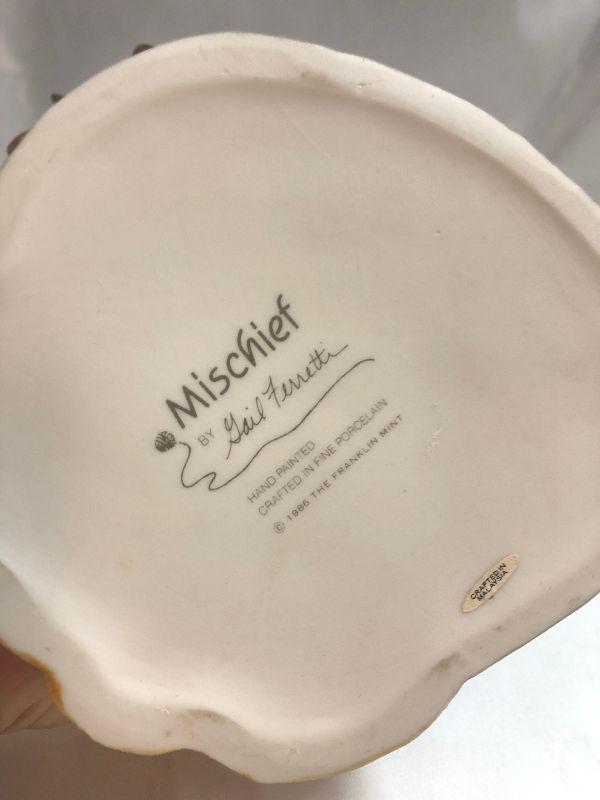 Mischief
BY Gail Ferretti
HAND PAINTED
CRAFTED IN FINE PORCELAIN
© 1986 THE FRANKLIN MINT
CRAFTED IN
MALAYSIA